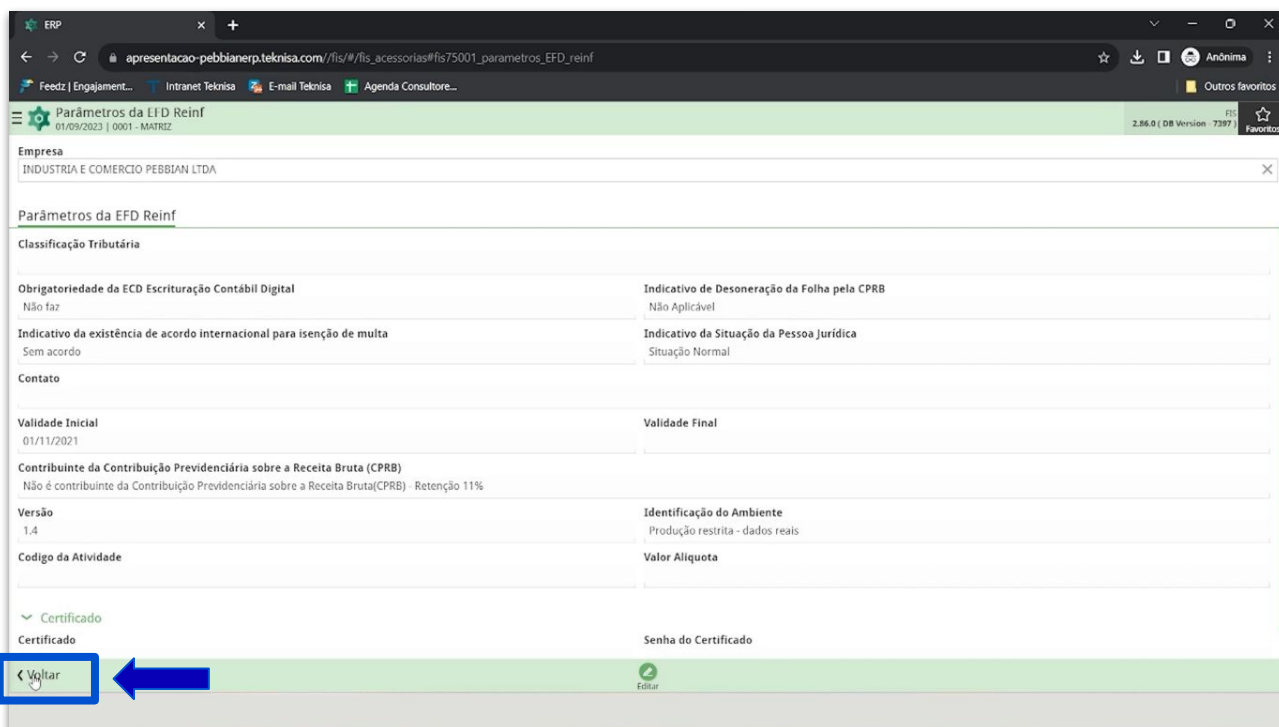 ERP
apresentacao-pebbianerp.teknisa.com//fis/#/fis_acessorias#fis75001_parametros_EFD_reinf
Anônima
Feedz | Engajament... Intranet Teknisa E-mail Teknisa Agenda Consultore...
Outros favoritos
Parâmetros da EFD Reinf
01/09/2023 | 0001 - MATRIZ
FIS
2.86.0 ( DB Version - 7397 )
Favoritos
Empresa
INDUSTRIA E COMERCIO PEBBIAN LTDA
Parâmetros da EFD Reinf
Classificação Tributária
Obrigatoriedade da ECD Escrituração Contábil Digital Indicativo de Desoneração da Folha pela CPRB
Não faz Não Aplicável
Indicativo da existência de acordo internacional para isenção de multa Indicativo da Situação da Pessoa Jurídica
Sem acordo Situação Normal
Contato
Validade Inicial Validade Final
01/11/2021
Contribuinte da Contribuição Previdenciária sobre a Receita Bruta (CPRB)
Não é contribuinte da Contribuição Previdenciária sobre a Receita Bruta(CPRB) - Retenção 11%
Versão Identificação do Ambiente
1.4 Produção restrita - dados reais
Codigo da Atividade Valor Aliquota
Certificado
Certificado Senha do Certificado
Voltar
Editar